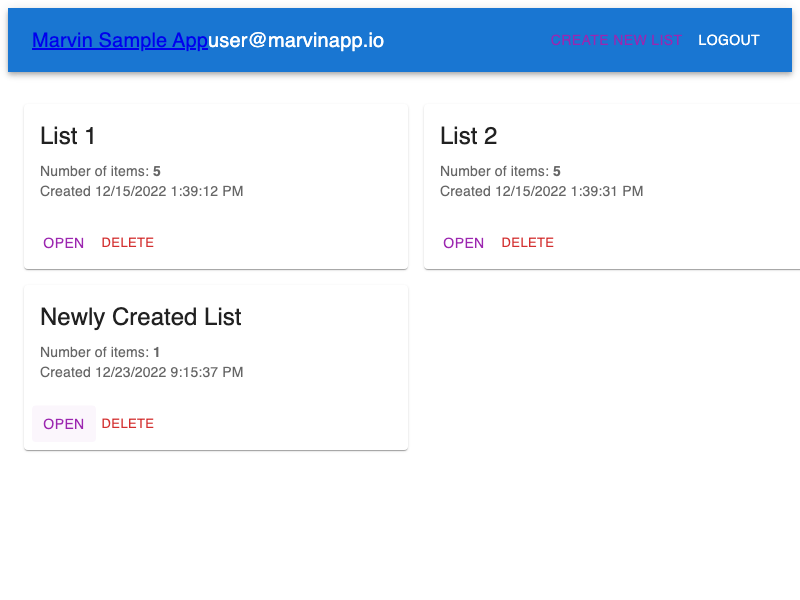 Marvin Sample Appuser@marvinapp.io CREATE NEW LIST LOGOUT
List 1
Number of items: 5
Created 12/15/2022 1:39:12 PM
OPEN DELETE
List 2
Number of items: 5
Created 12/15/2022 1:39:31 PM
OPEN DELETE
Newly Created List
Number of items: 1
Created 12/23/2022 9:15:37 PM
OPEN DELETE